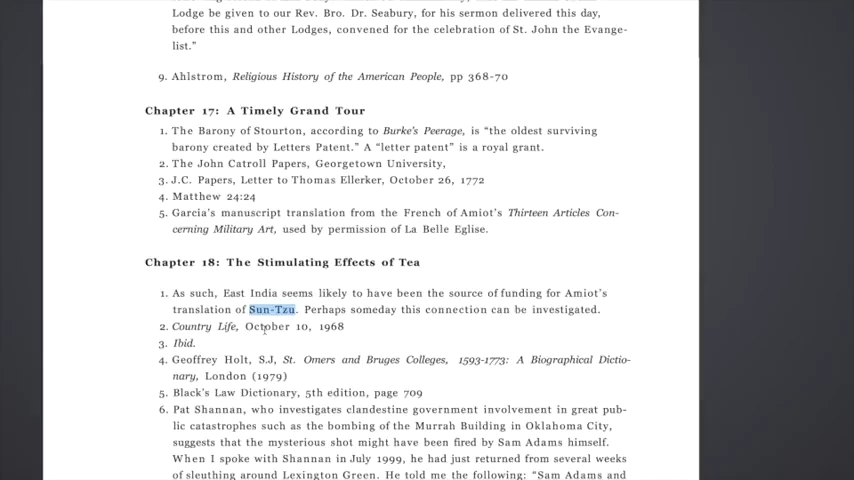 Lodge be given to our Rev. Bro. Dr. Seabury, for his sermon delivered this day,
before this and other Lodges, convened for the celebration of St. John the Evange-
list.”
9. Ahlstrom, Religious History of the American People, pp 368-70
Chapter 17: A Timely Grand Tour
1. The Barony of Stourton, according to Burke’s Peerage, is “the oldest surviving
barony created by Letters Patent.” A “letter patent” is a royal grant.
2. The John Catroll Papers, Georgetown University,
3. J.C. Papers, Letter to Thomas Ellerker, October 26, 1772
4. Matthew 24:24
5. Garcia’s manuscript translation from the French of Amiot’s Thirteen Articles Con-
cerning Military Art, used by permission of La Belle Eglise.
Chapter 18: The Stimulating Effects of Tea
1. As such, East India seems likely to have been the source of funding for Amiot’s
translation of Sun-Tzu. Perhaps someday this connection can be investigated.
2. Country Life, October 10, 1968
3. Ibid.
4. Geoffrey Holt, S.J, St. Omers and Bruges Colleges, 1593-1773: A Biographical Dictio-
nary, London (1979)
5. Black’s Law Dictionary, 5th edition, page 709
6. Pat Shannan, who investigates clandestine government involvement in great pub-
lic catastrophes such as the bombing of the Murrah Building in Oklahoma City,
suggests that the mysterious shot might have been fired by Sam Adams himself.
When I spoke with Shannan in July 1999, he had just returned from several weeks
of sleuthing around Lexington Green. He told me the following: “Sam Adams and